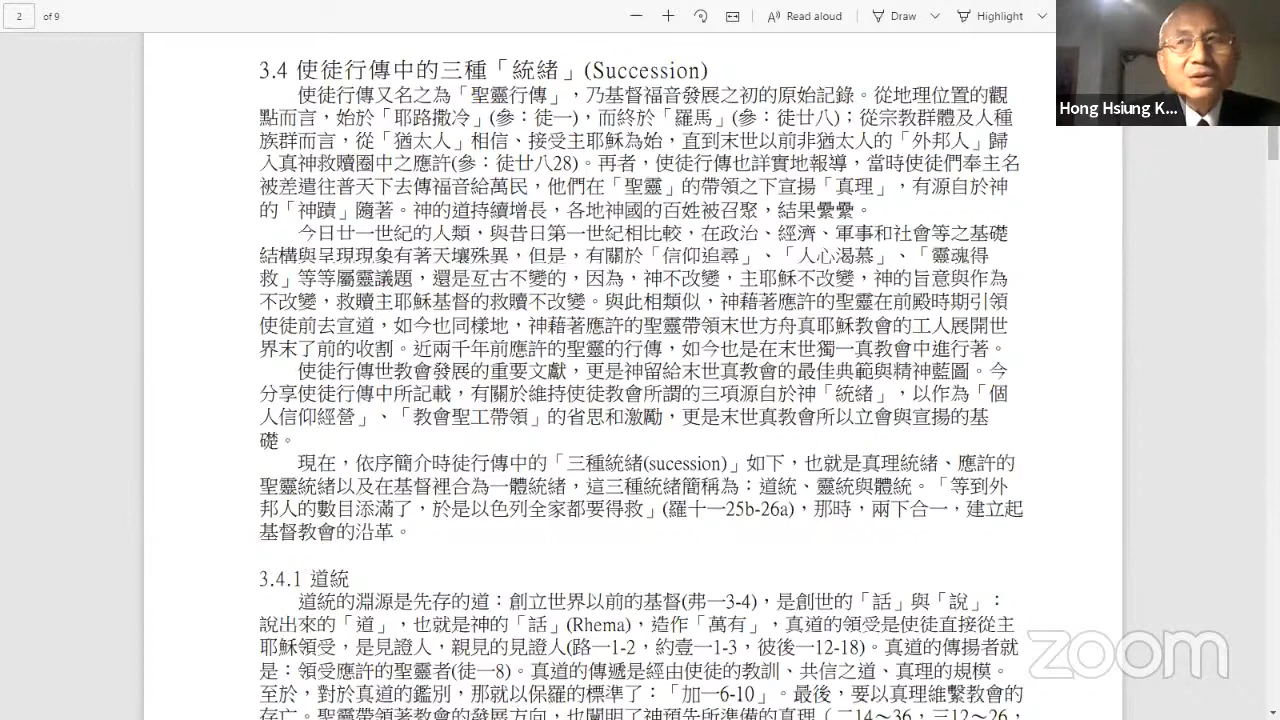 2 of 9
Read aloud
Draw
Highlight
Hong Hsiung K...
3.4 使徒行傳中的三種「統緒」(Succession)
使徒行傳又名之為「聖靈行傳」，乃基督福音發展之初的原始記錄。從地理位置的觀
點而言，始於「耶路撒冷」(參：徒一)，而終於「羅馬」(參：徒廿八)；從宗教群體及人種
族群而言，從「猶太人」相信、接受主耶穌為始，直到末世以前非猶太人的「外邦人」歸
入真神救贖圈中之應許(參：徒廿八28)。再者，使徒行傳也詳實地報導，當時使徒們奉主名
被差遣往普天下去傳福音給萬民，他們在「聖靈」的帶領之下宣揚「真理」，有源自於神
的「神蹟」隨著。神的道持續增長，各地神國的百姓被召聚，結果纍纍。
今日廿一世紀的人類，與昔日第一世紀相比較，在政治、經濟、軍事和社會等之基礎
結構與呈現現象有著天壤殊異，但是，有關於「信仰追尋」、「人心渴慕」、「靈魂得
救」等等屬靈議題，還是亙古不變的，因為，神不改變，主耶穌不改變，神的旨意與作為
不改變，救贖主耶穌基督的救贖不改變。與此相類似，神藉著應許的聖靈在前殿時期引領
使徒前去宣道，如今也同樣地，神藉著應許的聖靈帶領末世方舟真耶穌教會的工人展開世
界末了前的收割。近兩千年前應許的聖靈的行傳，如今也是在末世獨一真教會中進行著。
使徒行傳世教會發展的重要文獻，更是神留給末世真教會的最佳典範與精神藍圖。今
分享使徒行傳中所記載，有關於維持使徒教會所謂的三項源自於神「統緒」，以作為「個
人信仰經營」、「教會聖工帶領」的省思和激勵，更是末世真教會所以立會與宣揚的基
礎。
現在，依序簡介時徒行傳中的「三種統緒(sucession)」如下，也就是真理統緒、應許的
聖靈統緒以及在基督裡合為一體統緒，這三種統緒簡稱為：道統、靈統與體統。「等到外
邦人的數目添滿了，於是以色列全家都要得救」(羅十一25b-26a)，那時，兩下合一，建立起
基督教會的沿革。
3.4.1 道統
道統的淵源是先存的道：創立世界以前的基督(弗一3-4)，是創世的「話」與「說」：
說出來的「道」，也就是神的「話」(Rhema)，造作「萬有」，真道的領受是使徒直接從主
耶穌領受，是見證人，親見的見證人(路一1-2，約壹一1-3，彼後一12-18)。真道的傳揚者就
是：領受應許的聖靈者(徒一8)。真道的傳遞是經由使徒的教訓、共信之道、真理的規模。
至於，對於真道的鑑別，那就以保羅的標準了：「加一6-10」。最後，要以真理維繫教會的
存亡。聖靈帶領著教會的發展方向，也闡明了神預先所準備的真理（二14～36，三12～26，
zoom